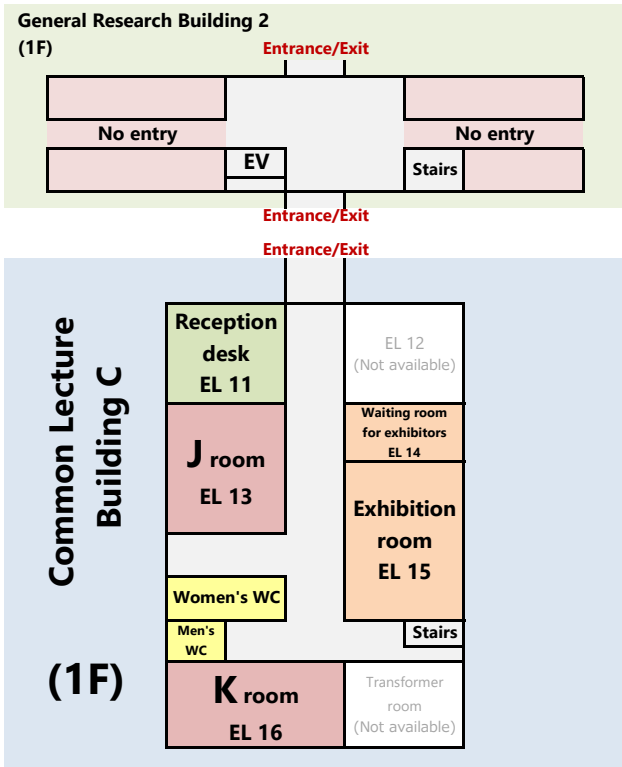 General Research Building 2
(1F)
Entrance/Exit
No entry
No entry
EV
Stairs
Entrance/Exit
Entrance/Exit
Common Lecture
Building C
(1F)
Reception
desk
EL 11
EL 12
(Not available)
J room
EL 13
Waiting room
for exhibitors
EL 14
Exhibition
room
EL 15
Women's WC
Men's
WC
Stairs
K room
EL 16
Transformer
room
(Not available)